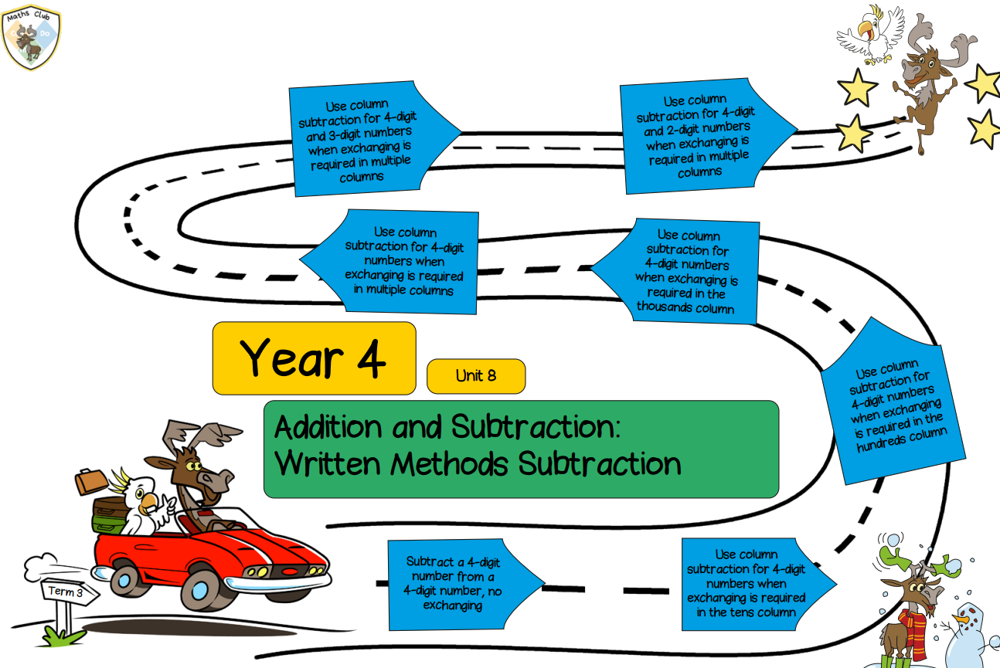 Maths Club
Can Do
Use column
subtraction for 4-digit
and 3-digit numbers
when exchanging is
required in multiple
columns
Use column
subtraction for 4-digit
and 2-digit numbers
when exchanging is
required in multiple
columns
Use column
subtraction for 4-digit
numbers when
exchanging is required
in multiple columns
Use column
subtraction for
4-digit numbers
when exchanging is
required in the
thousands column
Year 4
Unit 8
Use column
subtraction for
4-digit numbers
when exchanging
is required in the
hundreds column
Addition and Subtraction:
Written Methods Subtraction
Subtract a 4-digit
number from a
4-digit number, no
exchanging
Use column
subtraction for 4-digit
numbers when
exchanging is required
in the tens column
Term 3